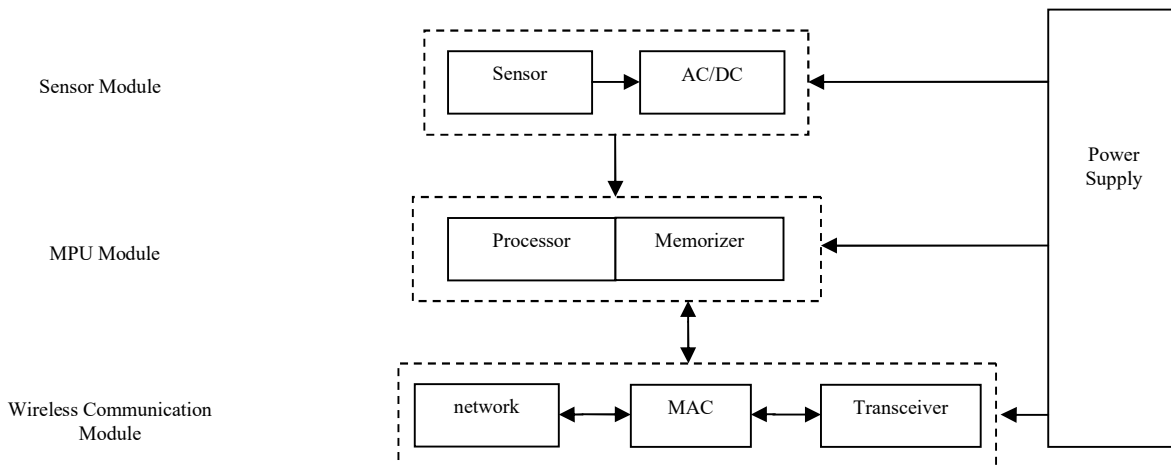 Sensor Module
Sensor
AC/DC
Power
Supply
MPU Module
Processor
Memorizer
Wireless Communication
Module
network
MAC
Transceiver